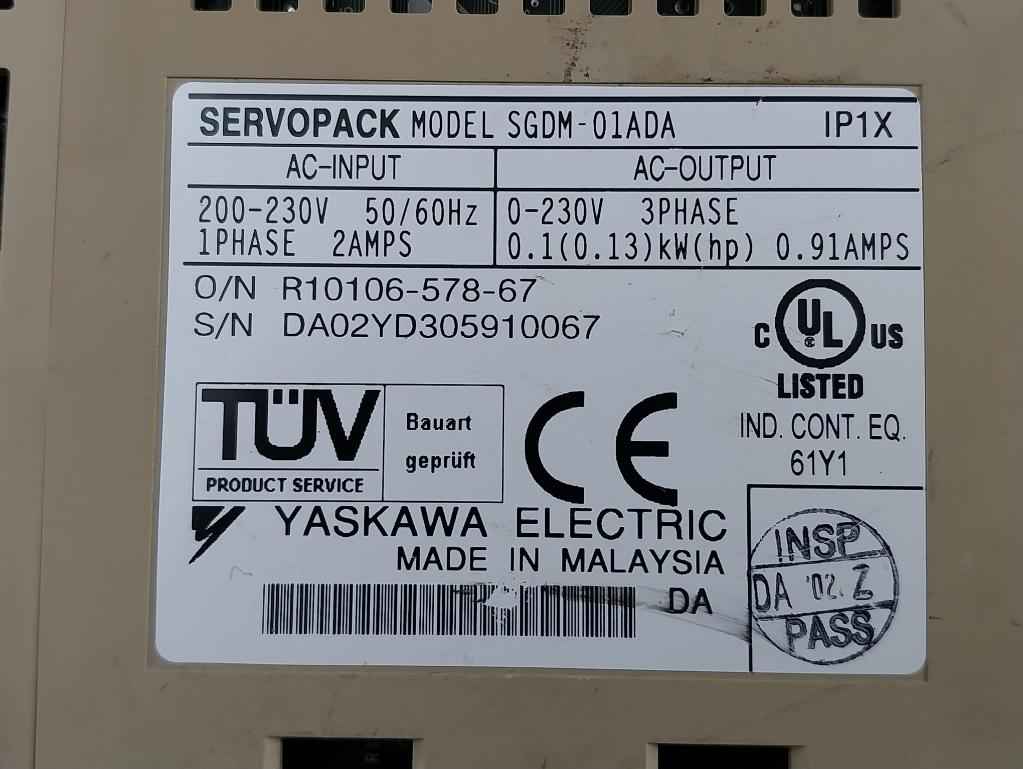 SERVOPACK MODEL SGDM-01ADA IP1X
AC-INPUT AC-OUTPUT
200-230V 50/60Hz 0-230V 3PHASE
1PHASE 2AMPS 0.1(0.13)kW(hp) 0.91AMPS
O/N R10106-578-67
S/N DA02YD305910067
C UL US
LISTED
IND. CONT. EQ.
61Y1
TÜV
PRODUCT SERVICE
Bauart
geprüft
CE
YASKAWA ELECTRIC
MADE IN MALAYSIA
DA
INSP
DA '02. Z
PASS